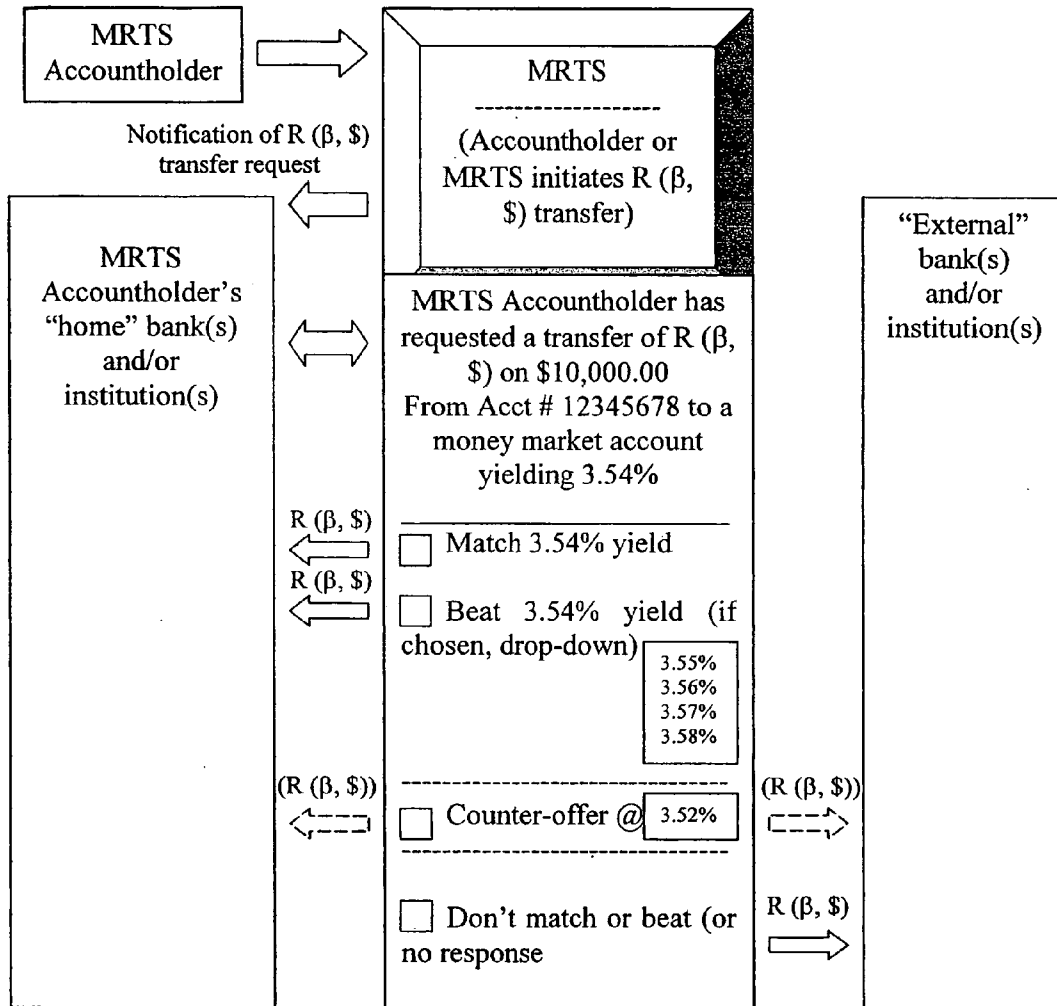 MRTS
Accountholder
MRTS
(Accountholder or
MRTS initiates R (β,
$) transfer)
Notification of R (β, $)
transfer request
MRTS
Accountholder’s
“home” bank(s)
and/or
institution(s)
“External”
bank(s)
and/or
institution(s)
MRTS Accountholder has
requested a transfer of R (β,
$) on $10,000.00
From Acct # 12345678 to a
money market account
yielding 3.54%
R (β, $)
Match 3.54% yield
R (β, $)
Beat 3.54% yield (if
chosen, drop-down)
3.55%
3.56%
3.57%
3.58%
(R (β, $))
Counter-offer @
3.52%
(R (β, $))
Don’t match or beat (or
no response
R (β, $)